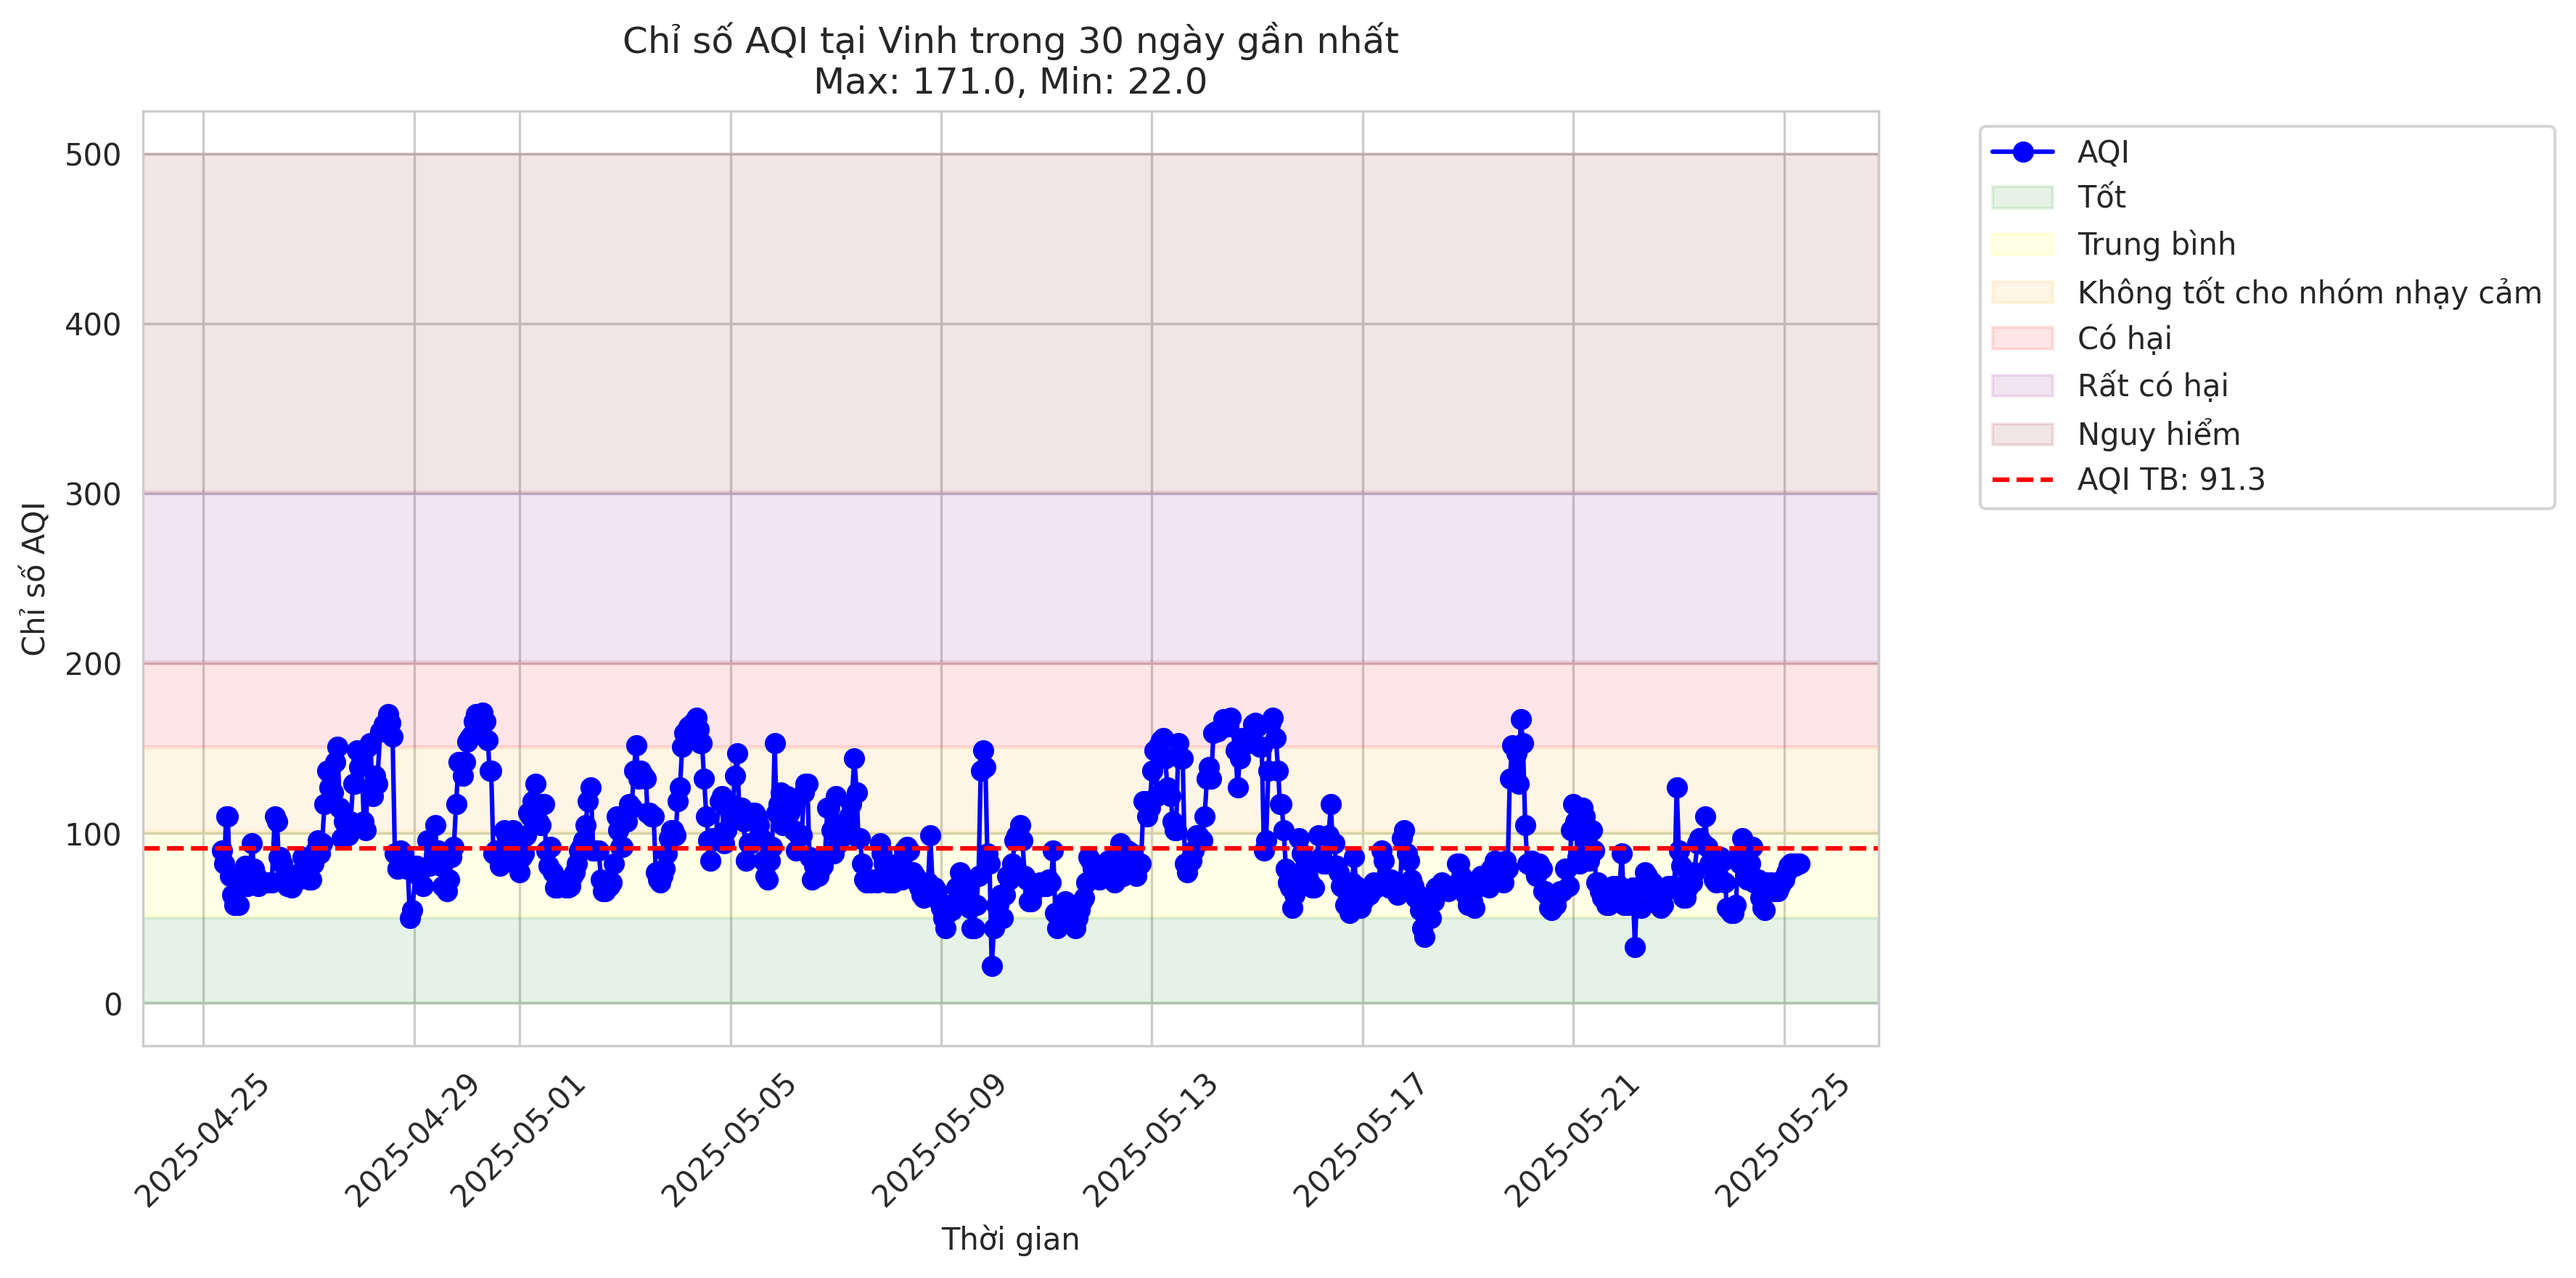 Chỉ số AQI tại Vinh trong 30 ngày gần nhất
Max: 171.0, Min: 22.0
Chỉ số AQI
500
400
300
200
100
0
2025-04-25
2025-04-29
2025-05-01
2025-05-05
2025-05-09
2025-05-13
2025-05-17
2025-05-21
2025-05-25
Thời gian
AQI
Tốt
Trung bình
Không tốt cho nhóm nhạy cảm
Có hại
Rất có hại
Nguy hiểm
AQI TB: 91.3